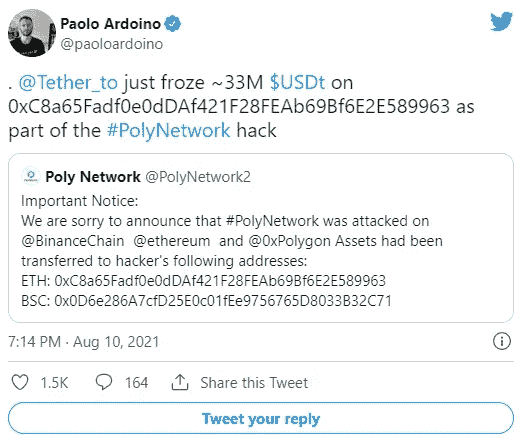 Paolo Ardoino
@paoloardoino
. @Tether_to just froze ~33M $USDt on
0xC8a65Fadf0e0dDAf421F28FEAb69Bf6E2E589963 as
part of the #PolyNetwork hack
Poly Network @PolyNetwork2
Important Notice:
We are sorry to announce that #PolyNetwork was attacked on
@BinanceChain @ethereum and @0xPolygon Assets had been
transferred to hacker's following addresses:
ETH: 0xC8a65Fadf0e0dDAf421F28FEAb69Bf6E2E589963
BSC: 0x0D6e286A7cfD25E0c01fEe9756765D8033B32C71
7:14 PM · Aug 10, 2021
1.5K 164 Share this Tweet
Tweet your reply